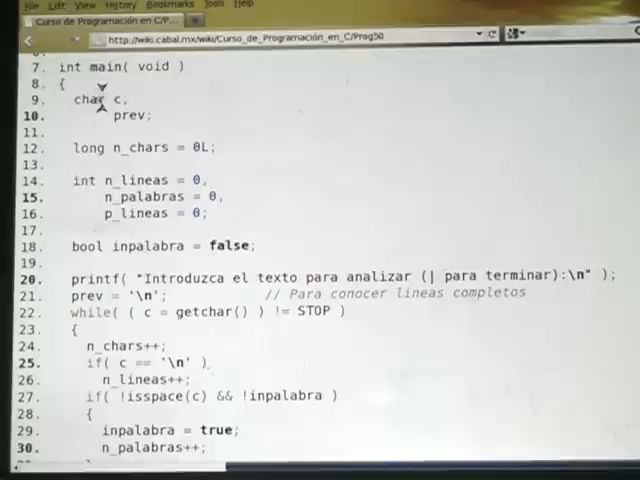 File Edit View History Bookmarks Tools Help
Curso de Programación en C/P...
http://wiki.cabal.mx/wiki/Curso_de_Programación_en_C/Prog50
7. int main( void )
8. {
9. char c,
10. prev;
11.
12. long n_chars = 0L;
13.
14. int n_lineas = 0,
15. n_palabras = 0,
16. p_lineas = 0;
17.
18. bool inpalabra = false;
19.
20. printf( "Introduzca el texto para analizar (| para terminar):\n" );
21. prev = '\n'; // Para conocer lineas completos
22. while( ( c = getchar() ) != STOP )
23. {
24. n_chars++;
25. if( c == '\n' )
26. n_lineas++;
27. if( !isspace(c) && !inpalabra )
28. {
29. inpalabra = true;
30. n_palabras++;